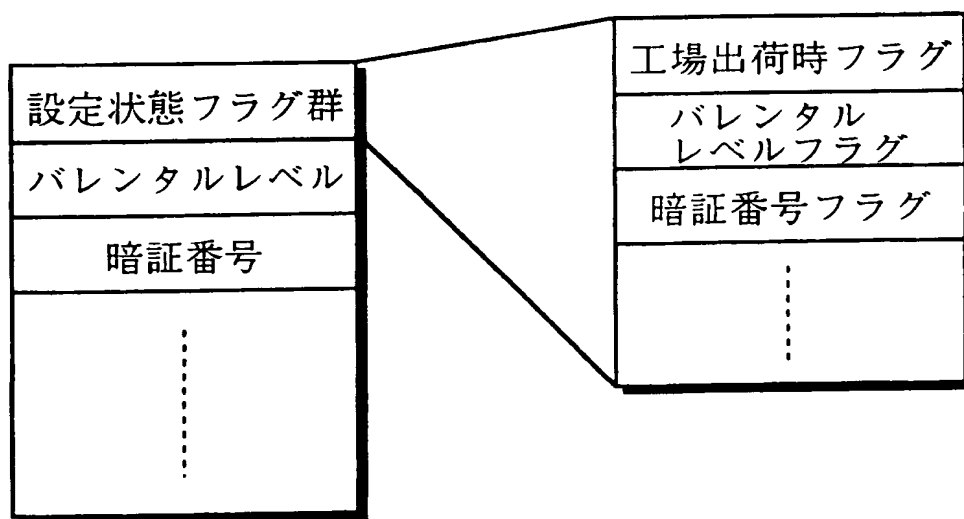 設定状態フラグ群
バレンタルレベル
暗証番号
工場出荷時フラグ
バレンタル
レベルフラグ
暗証番号フラグ